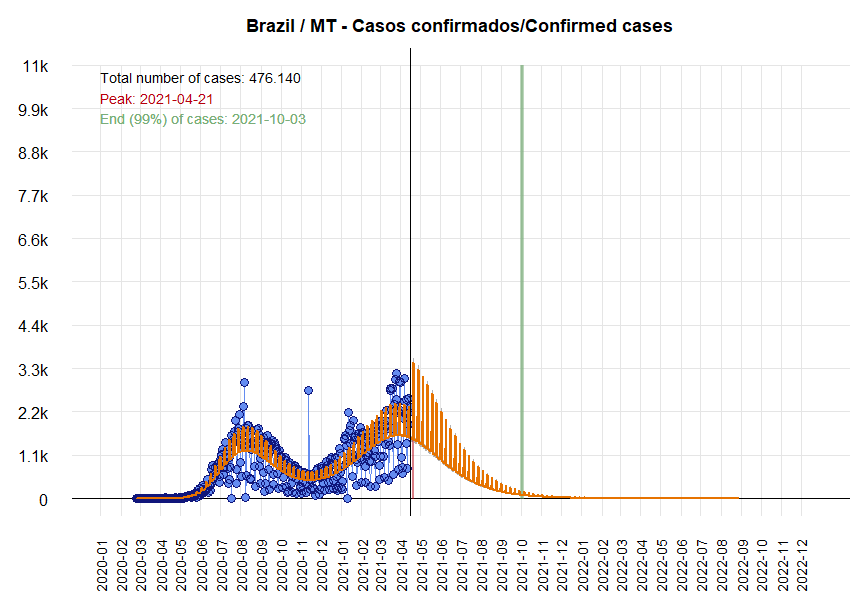 Brazil / MT - Casos confirmados/Confirmed cases
11k
9.9k
8.8k
7.7k
6.6k
5.5k
4.4k
3.3k
2.2k
1.1k
0
Total number of cases: 476.140
Peak: 2021-04-21
End (99%) of cases: 2021-10-03
2020-01
2020-02
2020-03
2020-04
2020-05
2020-06
2020-07
2020-08
2020-09
2020-10
2020-11
2020-12
2021-01
2021-02
2021-03
2021-04
2021-05
2021-06
2021-07
2021-08
2021-09
2021-10
2021-11
2021-12
2022-01
2022-02
2022-03
2022-04
2022-05
2022-06
2022-07
2022-08
2022-09
2022-10
2022-11
2022-12